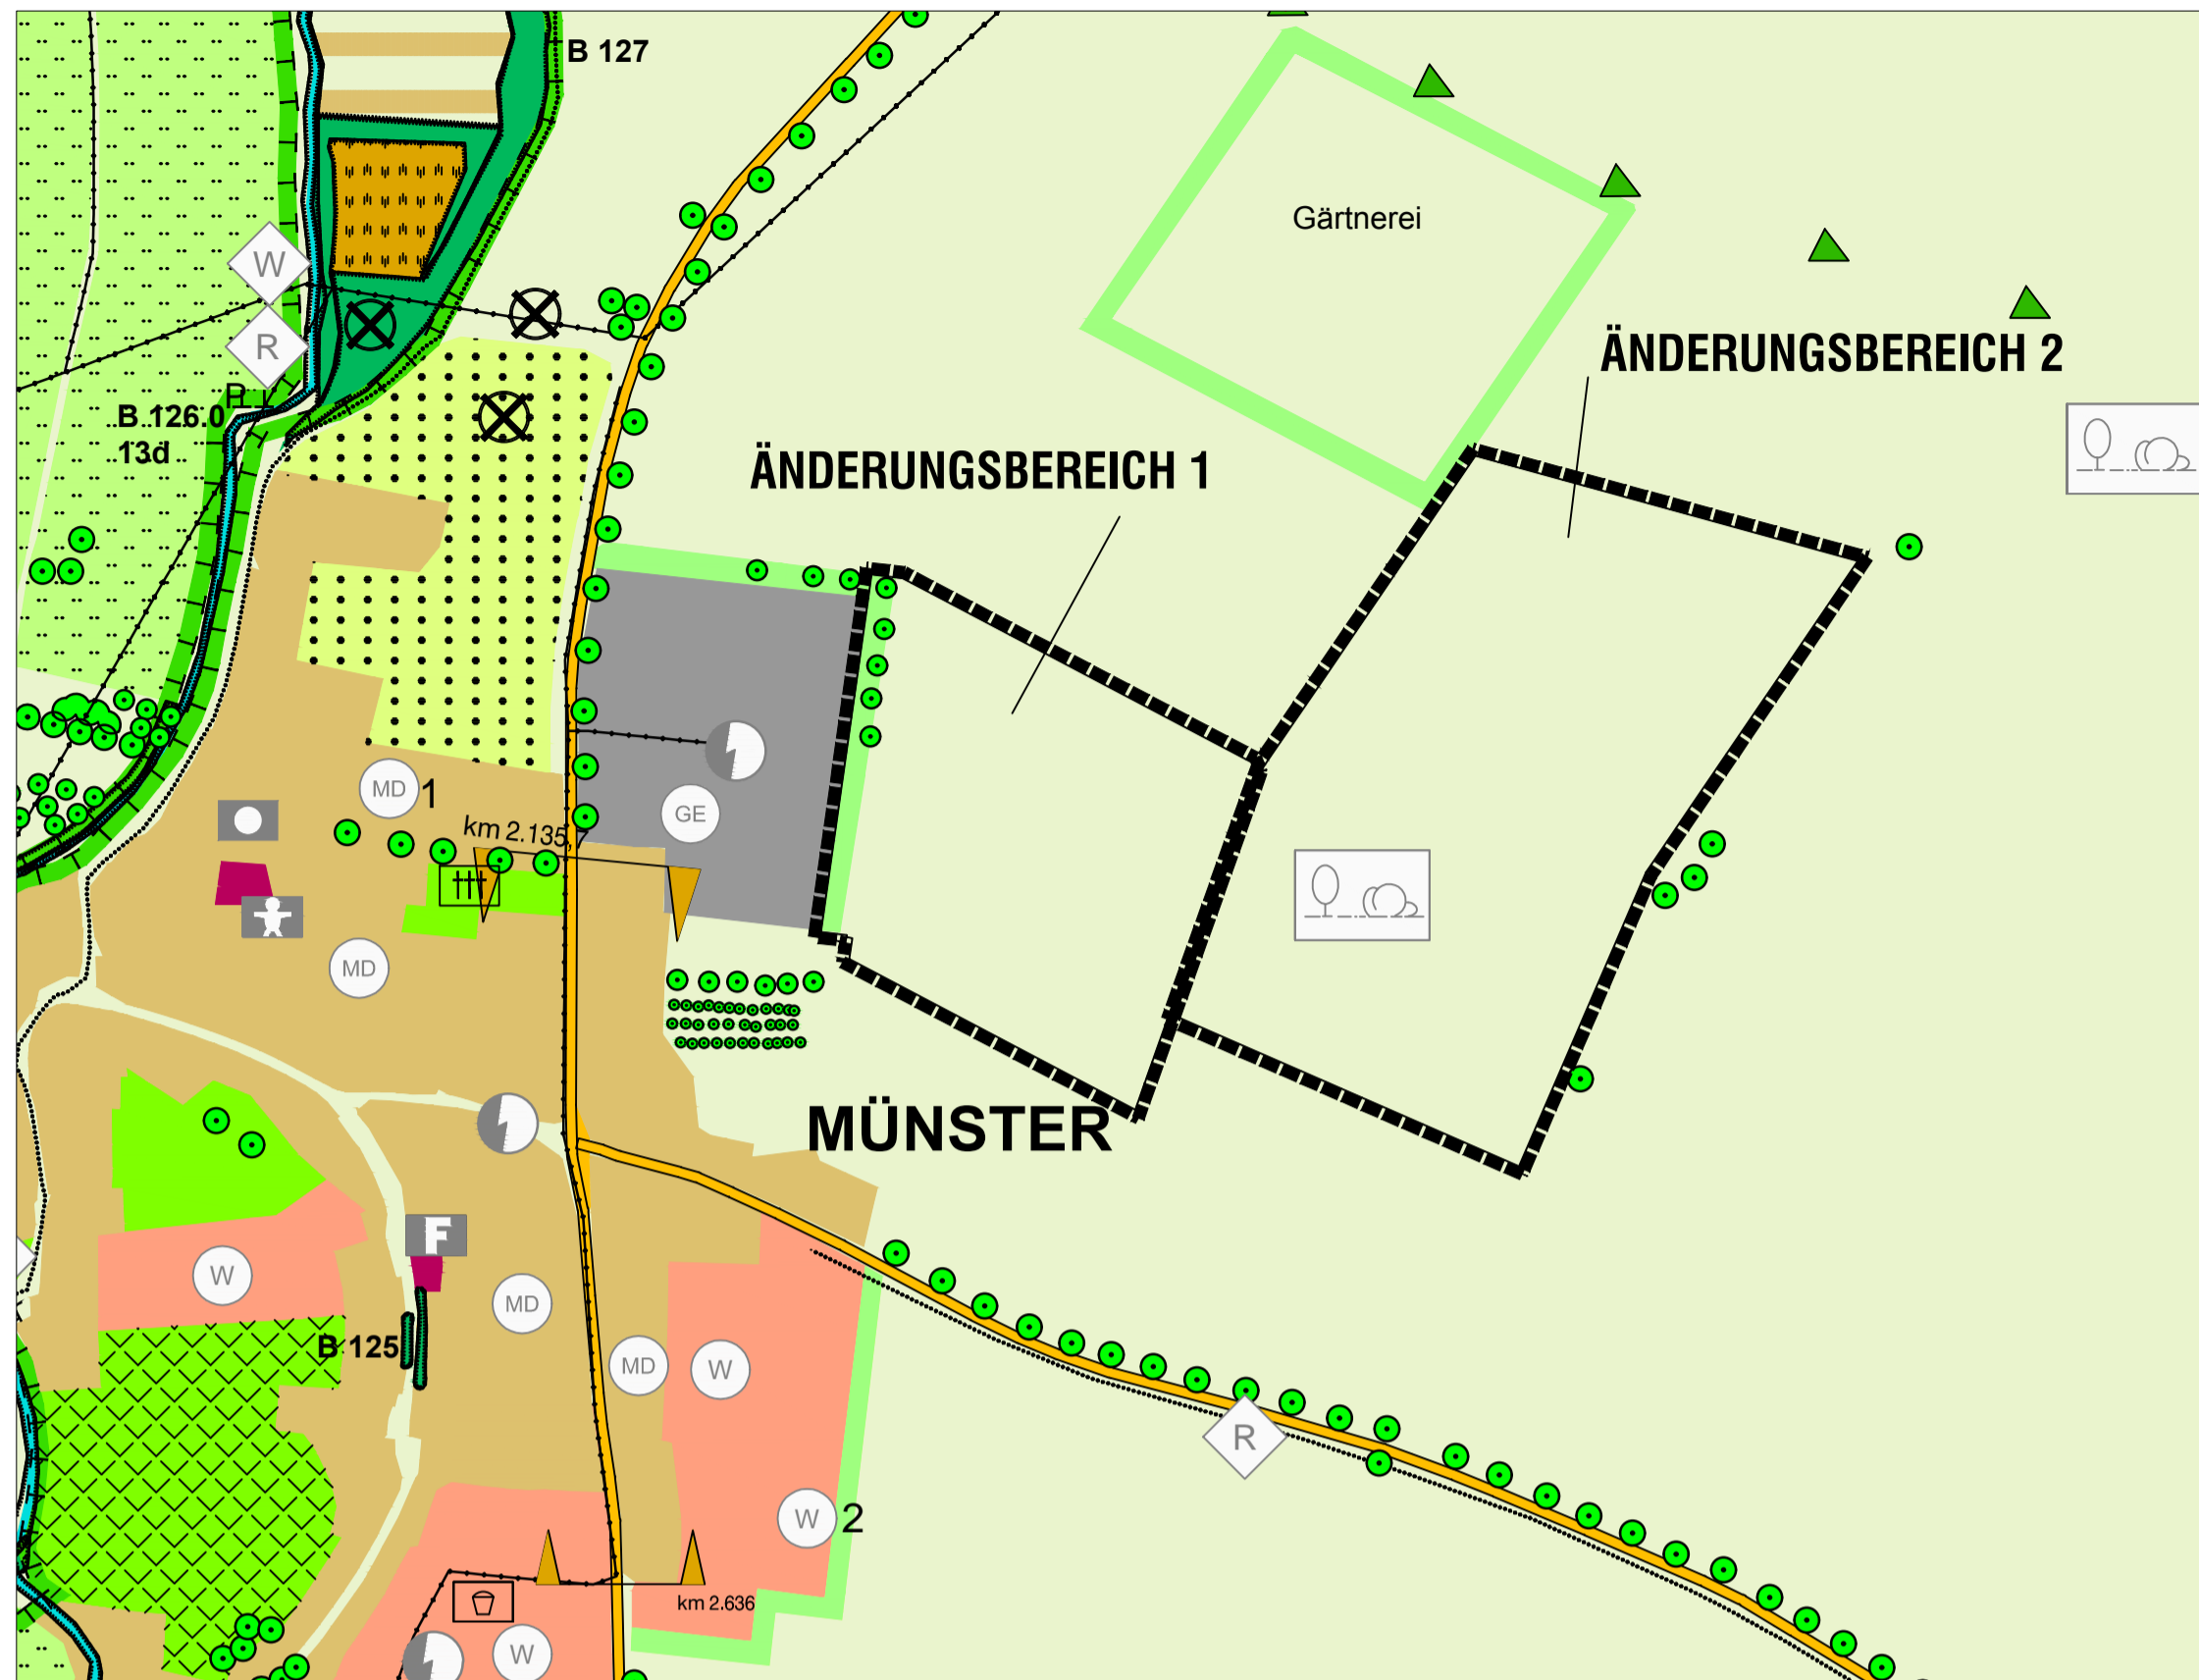 B 127
Gärtnerei
W
R
ÄNDERUNGSBEREICH 2
B 126.0
13d
ÄNDERUNGSBEREICH 1
MD 1
GE
km 2.135
MD
MÜNSTER
F
W
MD
B 125
MD
W
R
W 2
km 2.636
W